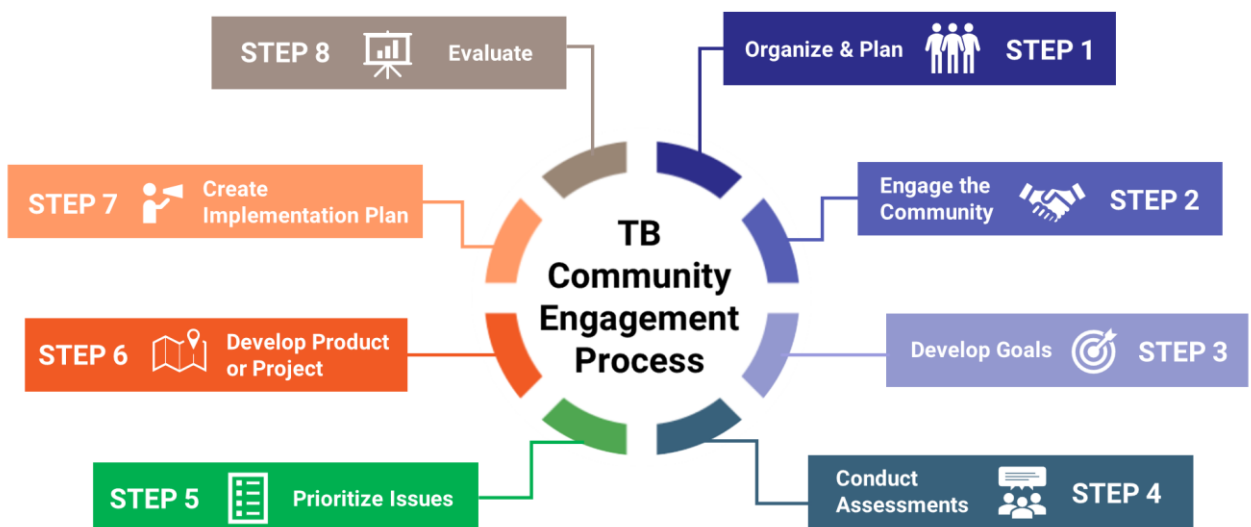 TB
Community
Engagement
Process
Organize & Plan
STEP 1
Engage the
Community
STEP 2
Develop Goals
STEP 3
Conduct
Assessments
STEP 4
STEP 5
Prioritize Issues
STEP 6
Develop Product
or Project
STEP 7
Create
Implementation Plan
STEP 8
Evaluate